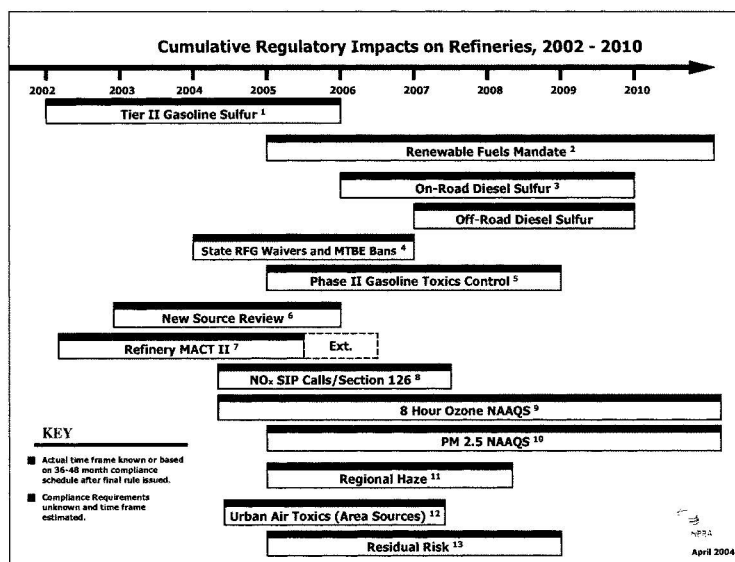 Cumulative Regulatory Impacts on Refineries, 2002 - 2010
2002 2003 2004 2005 2006 2007 2008 2009 2010
Tier II Gasoline Sulfur 1
Renewable Fuels Mandate 2
On-Road Diesel Sulfur 3
Off-Road Diesel Sulfur
State RFG Waivers and MTBE Bans 4
Phase II Gasoline Toxics Control 5
New Source Review 6
Refinery MACT II 7 Ext.
NOx SIP Calls/Section 126 8
8 Hour Ozone NAAQS 9
PM 2.5 NAAQS 10
Regional Haze 11
Urban Air Toxics (Area Sources) 12
Residual Risk 13
KEY
Actual time frame known or based
on 36-48 month compliance
schedule after final rule issued.
Compliance Requirements
unknown and time frame
estimated.
NPRA
April 2004